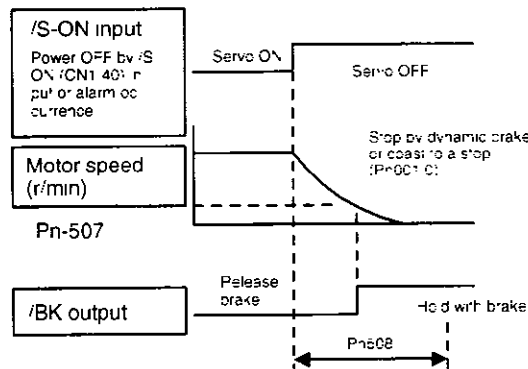 /S-ON input
Power OFF by /S
ON (CN1 40) in
put or alarm oc
currence
Servo ON
Servo OFF
Motor speed
(r/min)
Stop by dynamic brake
or coast to a stop
(Pn001.0)
Pn-507
/BK output
Release
brake
Hold with brake
Pn508